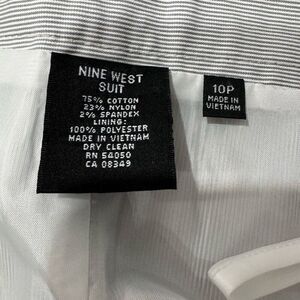 NINE WEST
SUIT
75% COTTON
23% NYLON
2% SPANDEX
LINING:
100% POLYESTER
MADE IN VIETNAM
DRY CLEAN
RN 54050
CA 08349
10P
MADE IN
VIETNAM